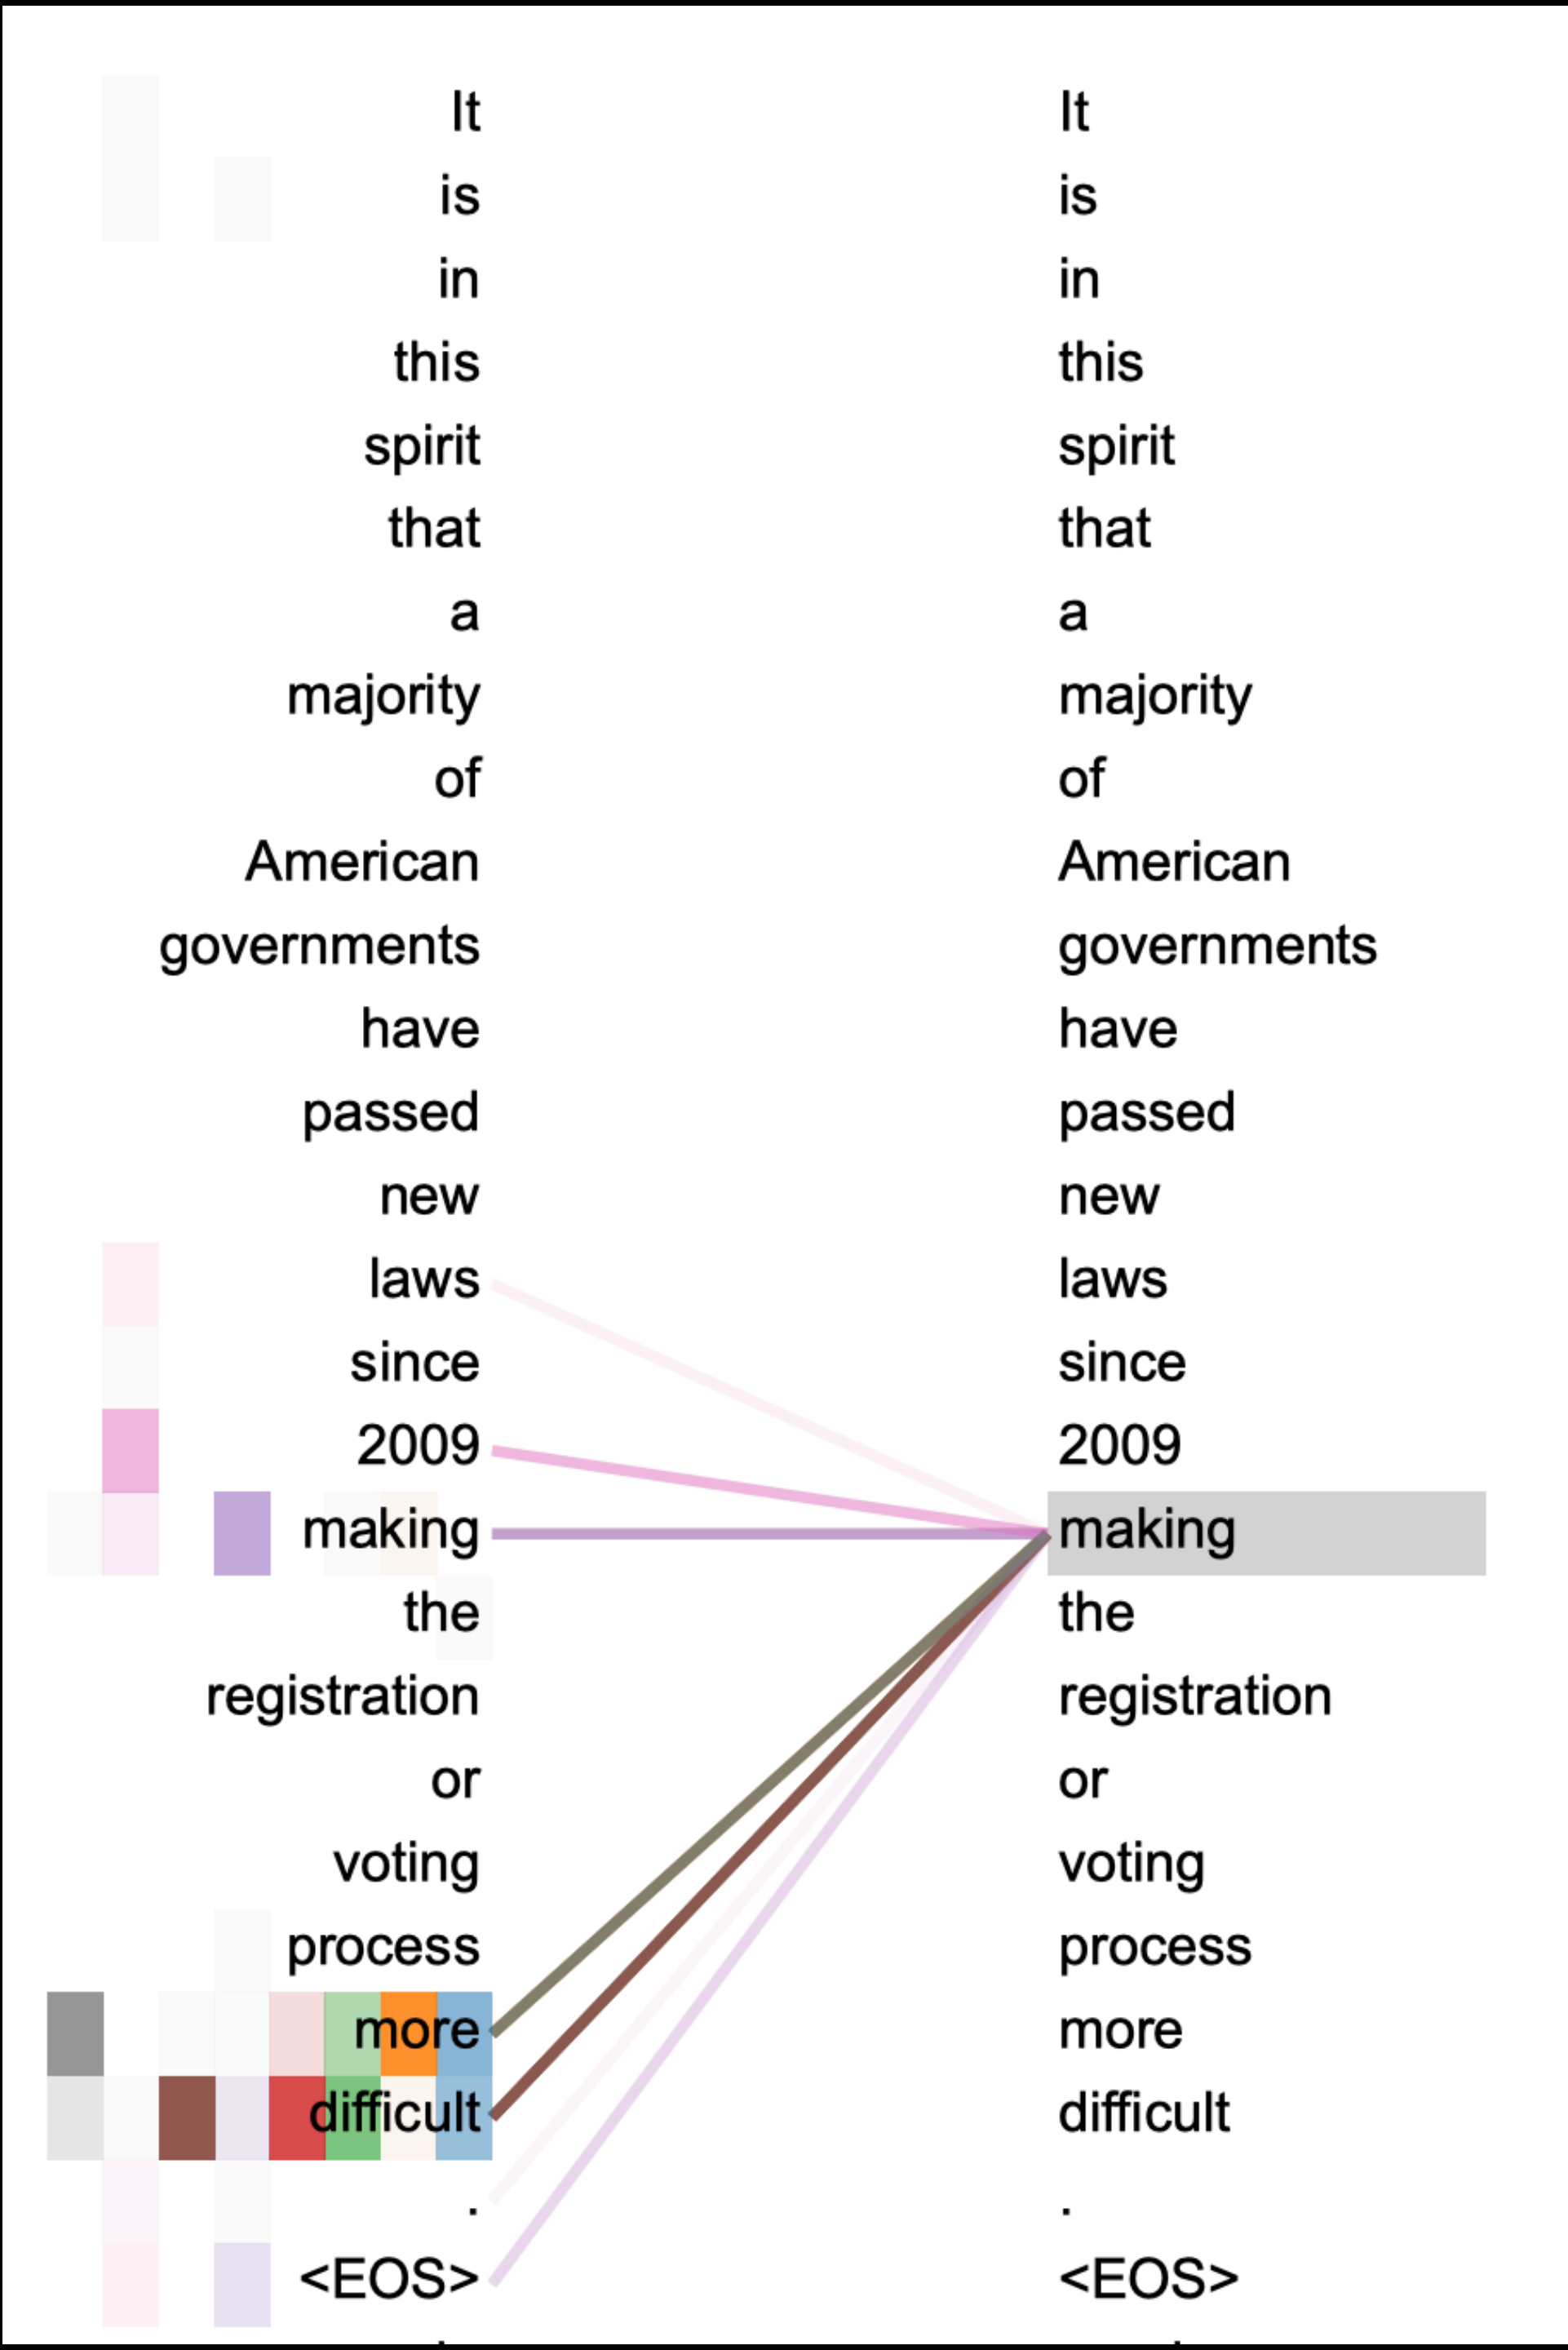 It It
is is
in in
this this
spirit spirit
that that
a a
majority majority
of of
American American
governments governments
have have
passed passed
new new
laws laws
since since
2009 2009
making making
the the
registration registration
or or
voting voting
process process
more more
difficult difficult
. .
<EOS> <EOS>